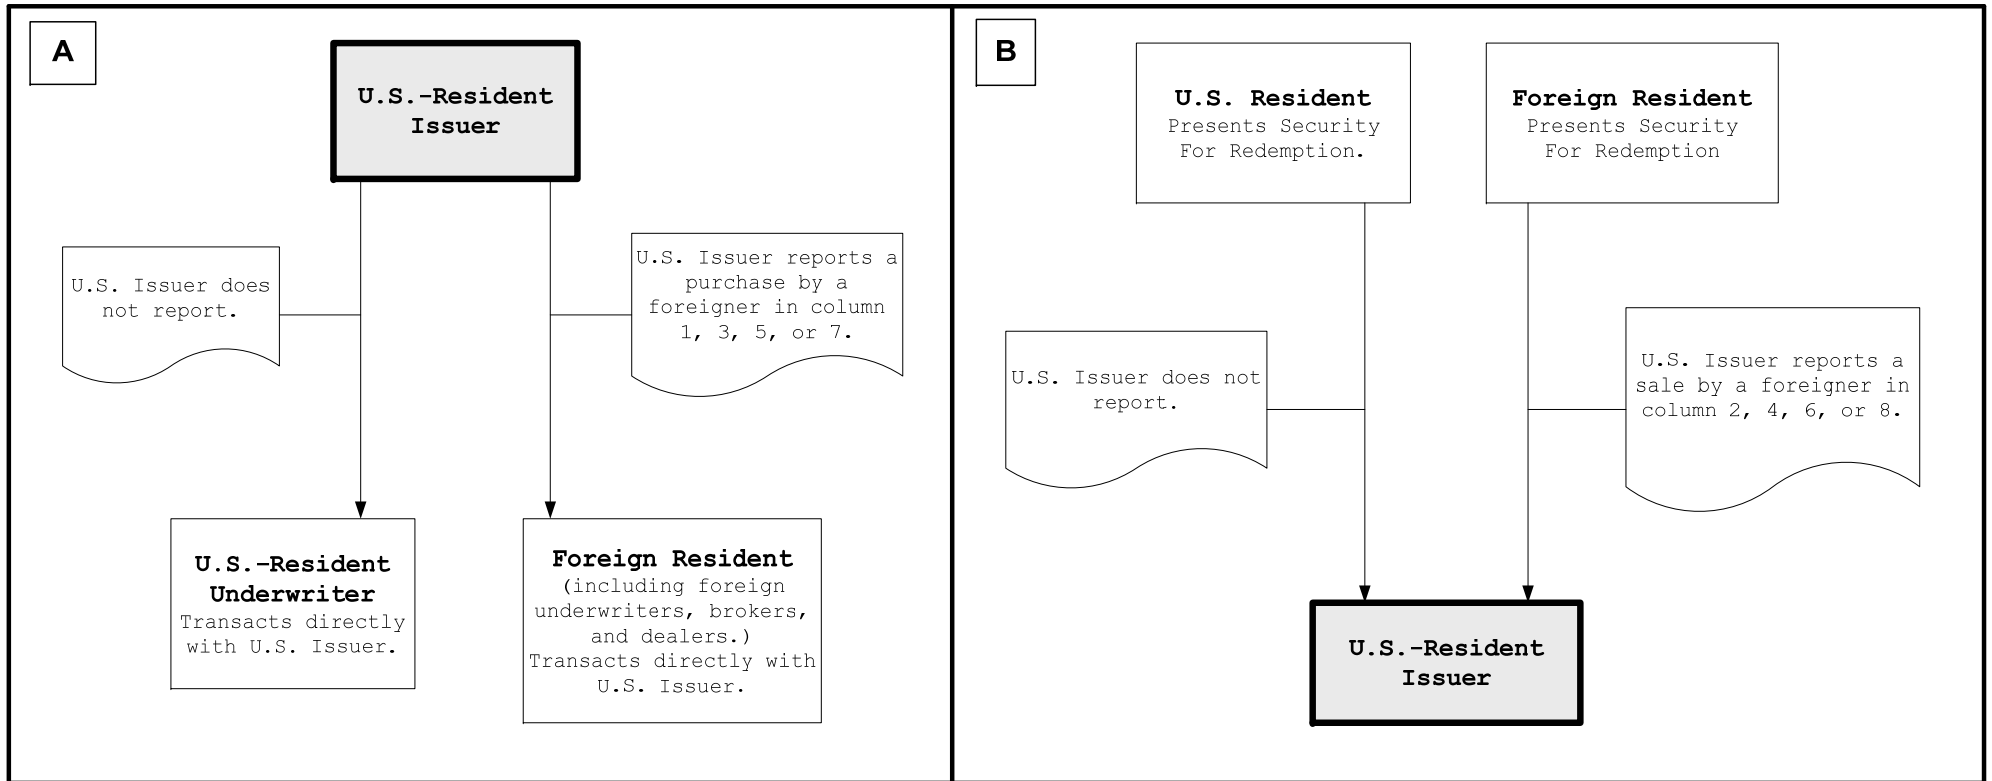 A
U.S.-Resident
Issuer
U.S. Issuer does
not report.
U.S. Issuer reports a
purchase by a
foreigner in column
1, 3, 5, or 7.
U.S.-Resident
Underwriter
Transacts directly
with U.S. Issuer.
Foreign Resident
(including foreign
underwriters, brokers,
and dealers.)
Transacts directly with
U.S. Issuer.
B
U.S. Resident
Presents Security
For Redemption.
Foreign Resident
Presents Security
For Redemption
U.S. Issuer does not
report.
U.S. Issuer reports a
sale by a foreigner in
column 2, 4, 6, or 8.
U.S.-Resident
Issuer